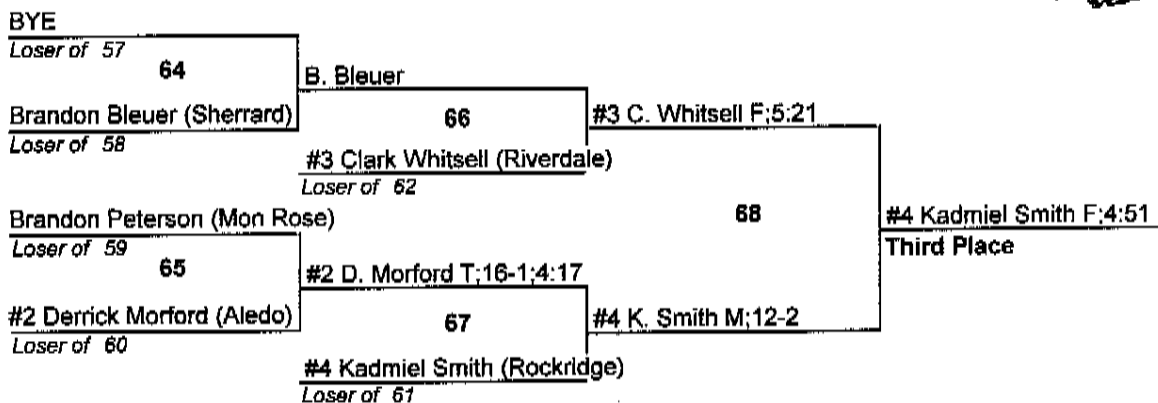 BYE
Loser of 57
64
B. Bleuer
Brandon Bleuer (Sherrard)
66
#3 C. Whitsell F;5:21
Loser of 58
#3 Clark Whitsell (Riverdale)
Loser of 62
Brandon Peterson (Mon Rose)
68
#4 Kadmiel Smith F;4:51
Loser of 59
Third Place
65
#2 D. Morford T;16-1;4:17
#2 Derrick Morford (Aledo)
67
#4 K. Smith M;12-2
Loser of 60
#4 Kadmiel Smith (Rockridge)
Loser of 61